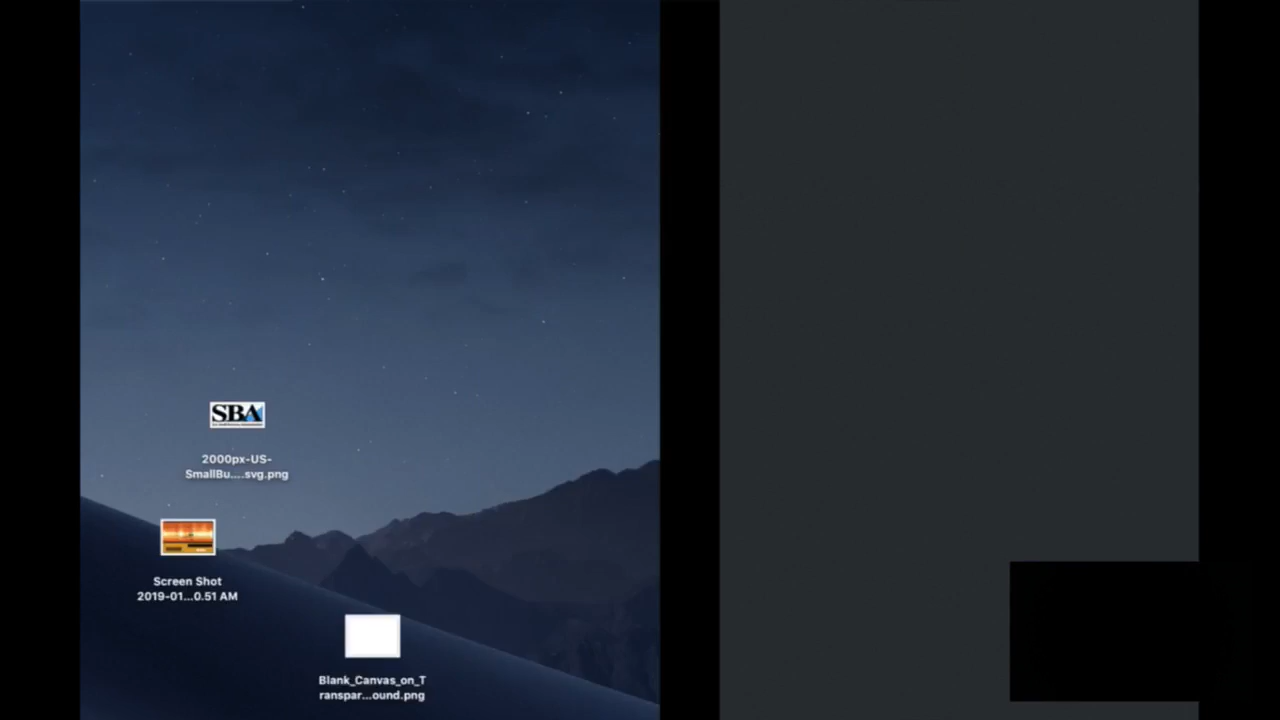 SBA
2000px-US-
SmallBu....svg.png
Screen Shot
2019-01...0.51 AM
Blank_Canvas_on_T
ranspar...ound.png